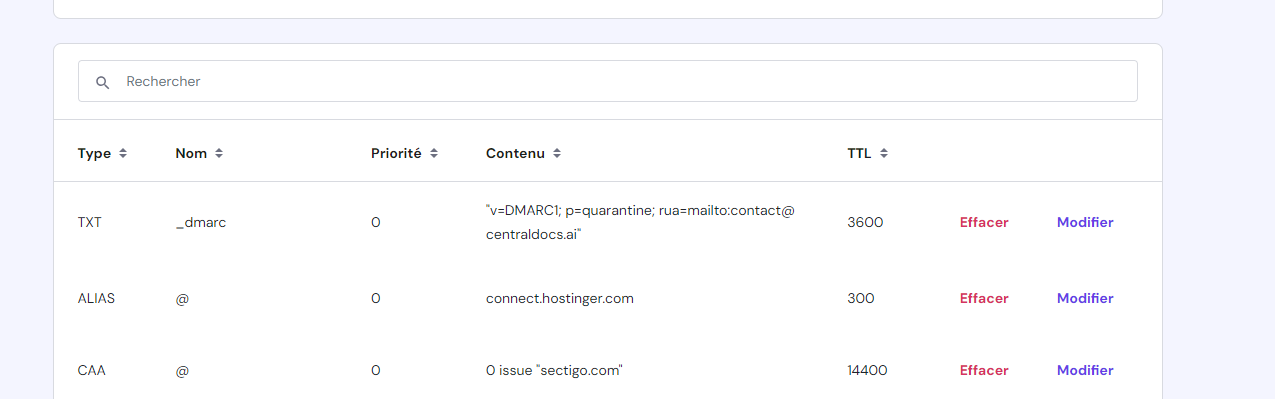 Rechercher
Type Nom Priorité Contenu TTL
TXT _dmarc 0 "v=DMARC1; p=quarantine; rua=mailto:contact@
centraldocs.ai" 3600 Effacer Modifier
ALIAS @ 0 connect.hostinger.com 300 Effacer Modifier
CAA @ 0 0 issue "sectigo.com" 14400 Effacer Modifier